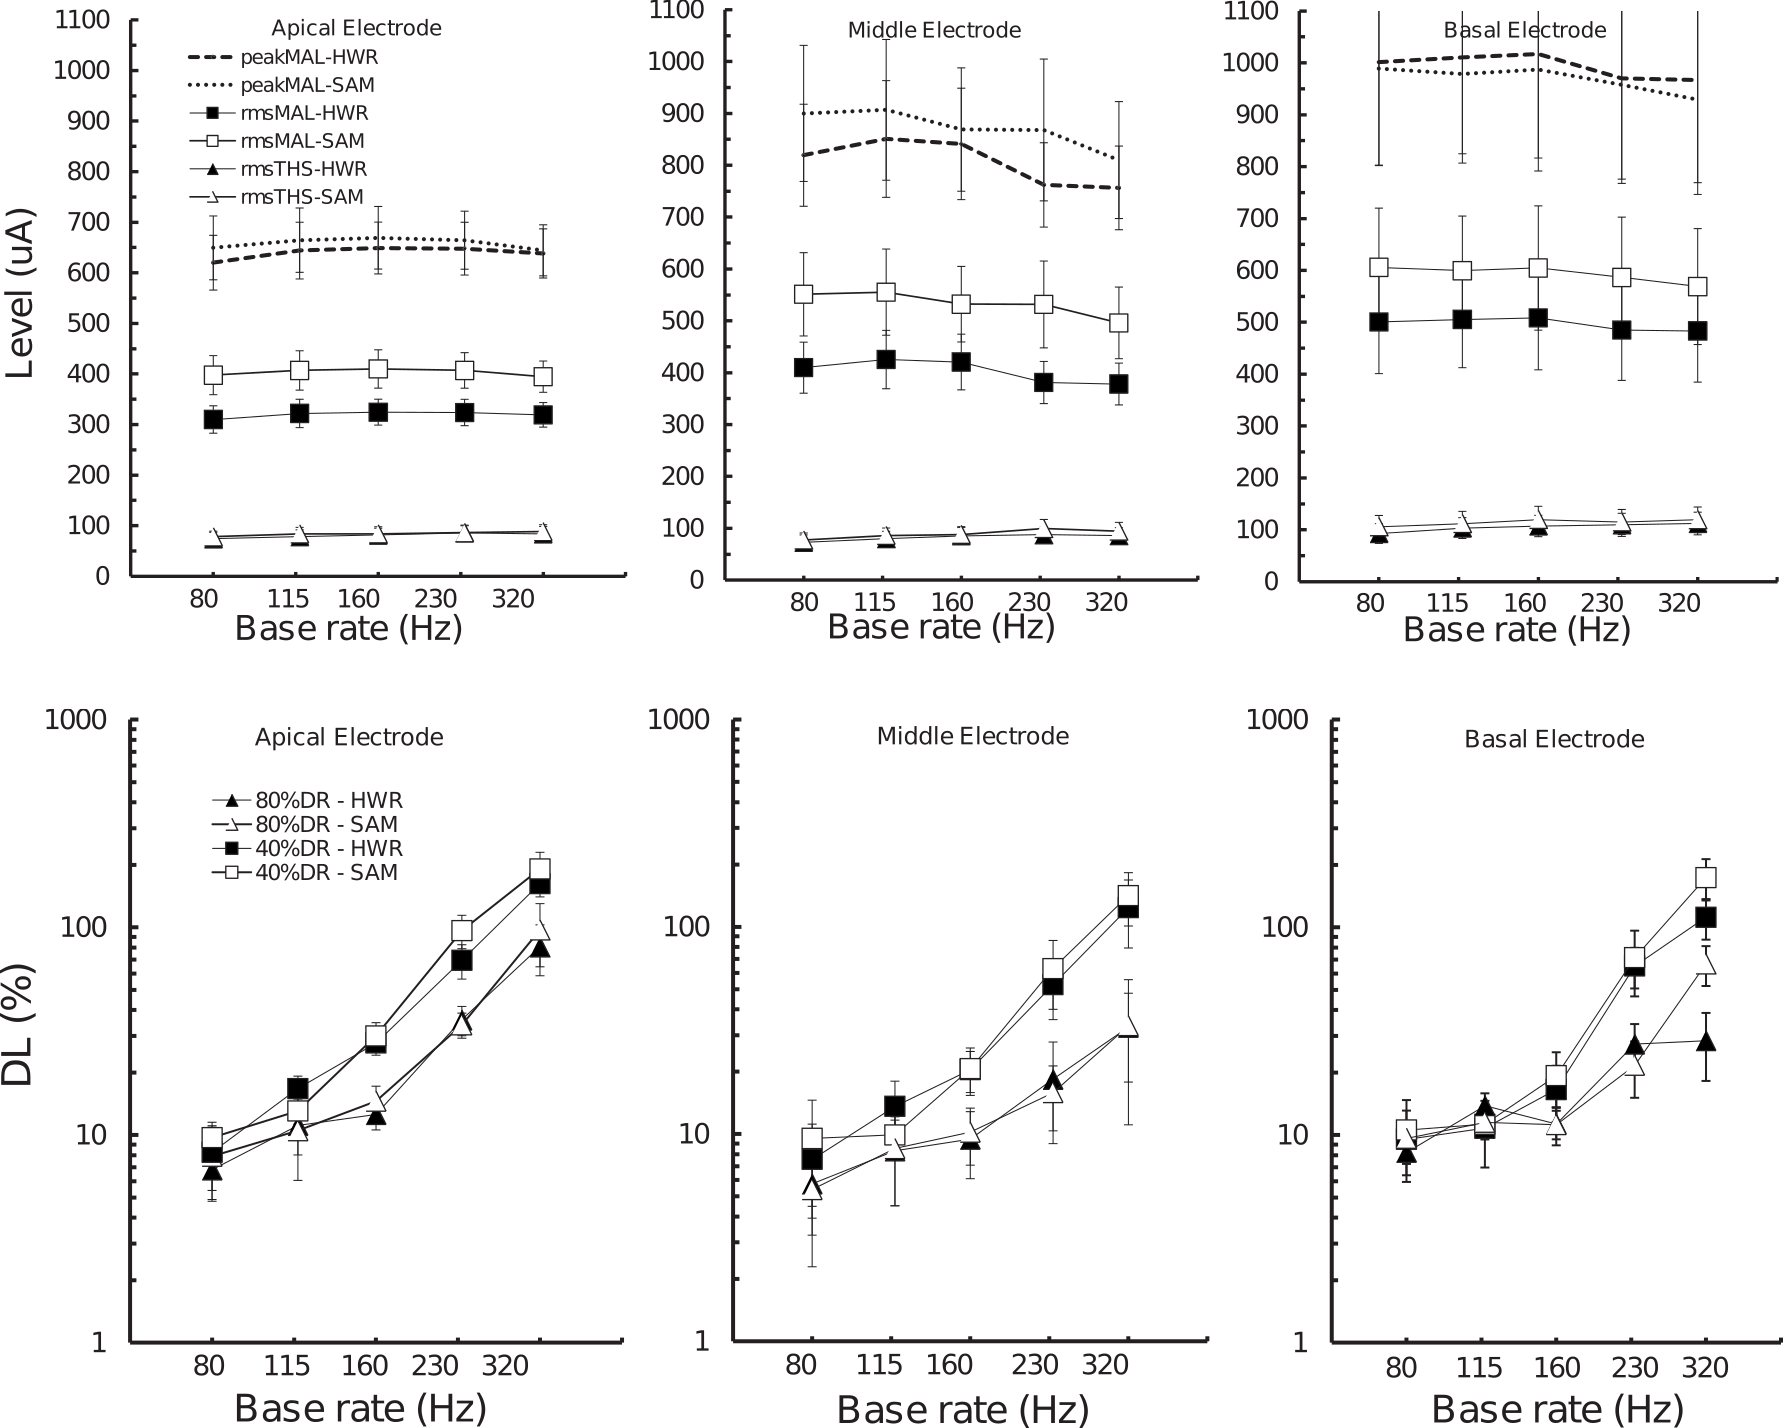 Level (uA)
1100
1000
900
800
700
600
500
400
300
200
100
0
Apical Electrode
peakMAL-HWR
peakMAL-SAM
rmsMAL-HWR
rmsMAL-SAM
rmsTHS-HWR
rmsTHS-SAM
80 115 160 230 320
Base rate (Hz)
1100
1000
900
800
700
600
500
400
300
200
100
0
Middle Electrode
80 115 160 230 320
Base rate (Hz)
1100
1000
900
800
700
600
500
400
300
200
100
0
Basal Electrode
80 115 160 230 320
Base rate (Hz)
DL (%)
1000
100
10
1
Apical Electrode
80%DR - HWR
80%DR - SAM
40%DR - HWR
40%DR - SAM
80 115 160 230 320
Base rate (Hz)
1000
100
10
1
Middle Electrode
80 115 160 230 320
Base rate (Hz)
1000
100
10
1
Basal Electrode
80 115 160 230 320
Base rate (Hz)